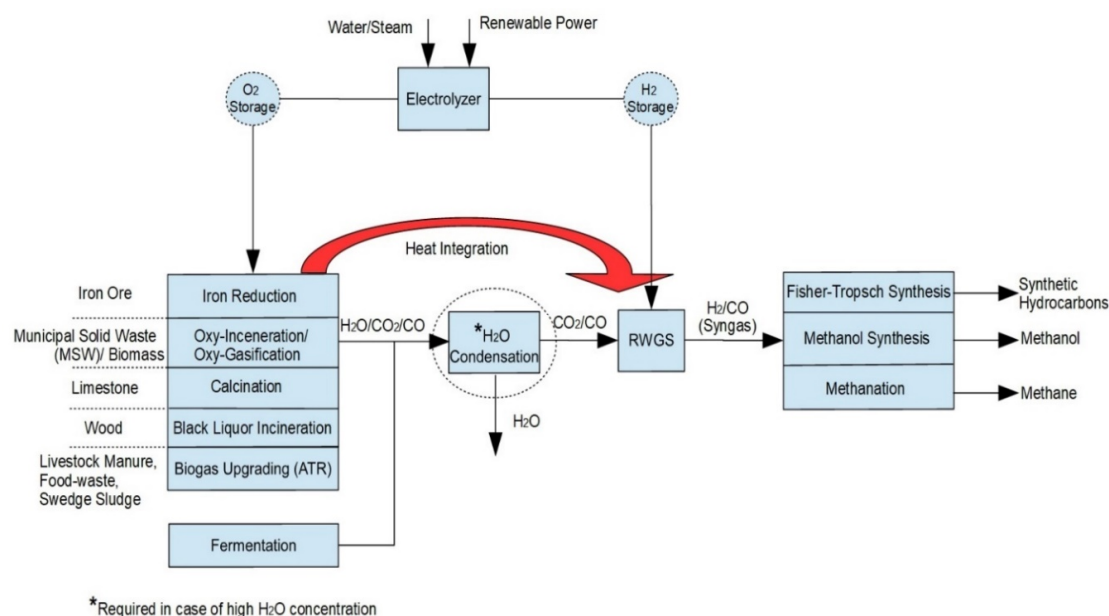 Water/Steam
Renewable Power
O2
Storage
Electrolyzer
H2
Storage
Heat Integration
Iron Ore
Iron Reduction
Municipal Solid Waste
(MSW)/ Biomass
Oxy-Inceneration/
Oxy-Gasification
Limestone
Calcination
Wood
Black Liquor Incineration
Livestock Manure,
Food-waste,
Swedge Sludge
Biogas Upgrading (ATR)
Fermentation
H2O/CO2/CO
*H2O
Condensation
H2O
CO2/CO
RWGS
H2/CO
(Syngas)
Fisher-Tropsch Synthesis
Synthetic
Hydrocarbons
Methanol Synthesis
Methanol
Methanation
Methane
*Required in case of high H2O concentration